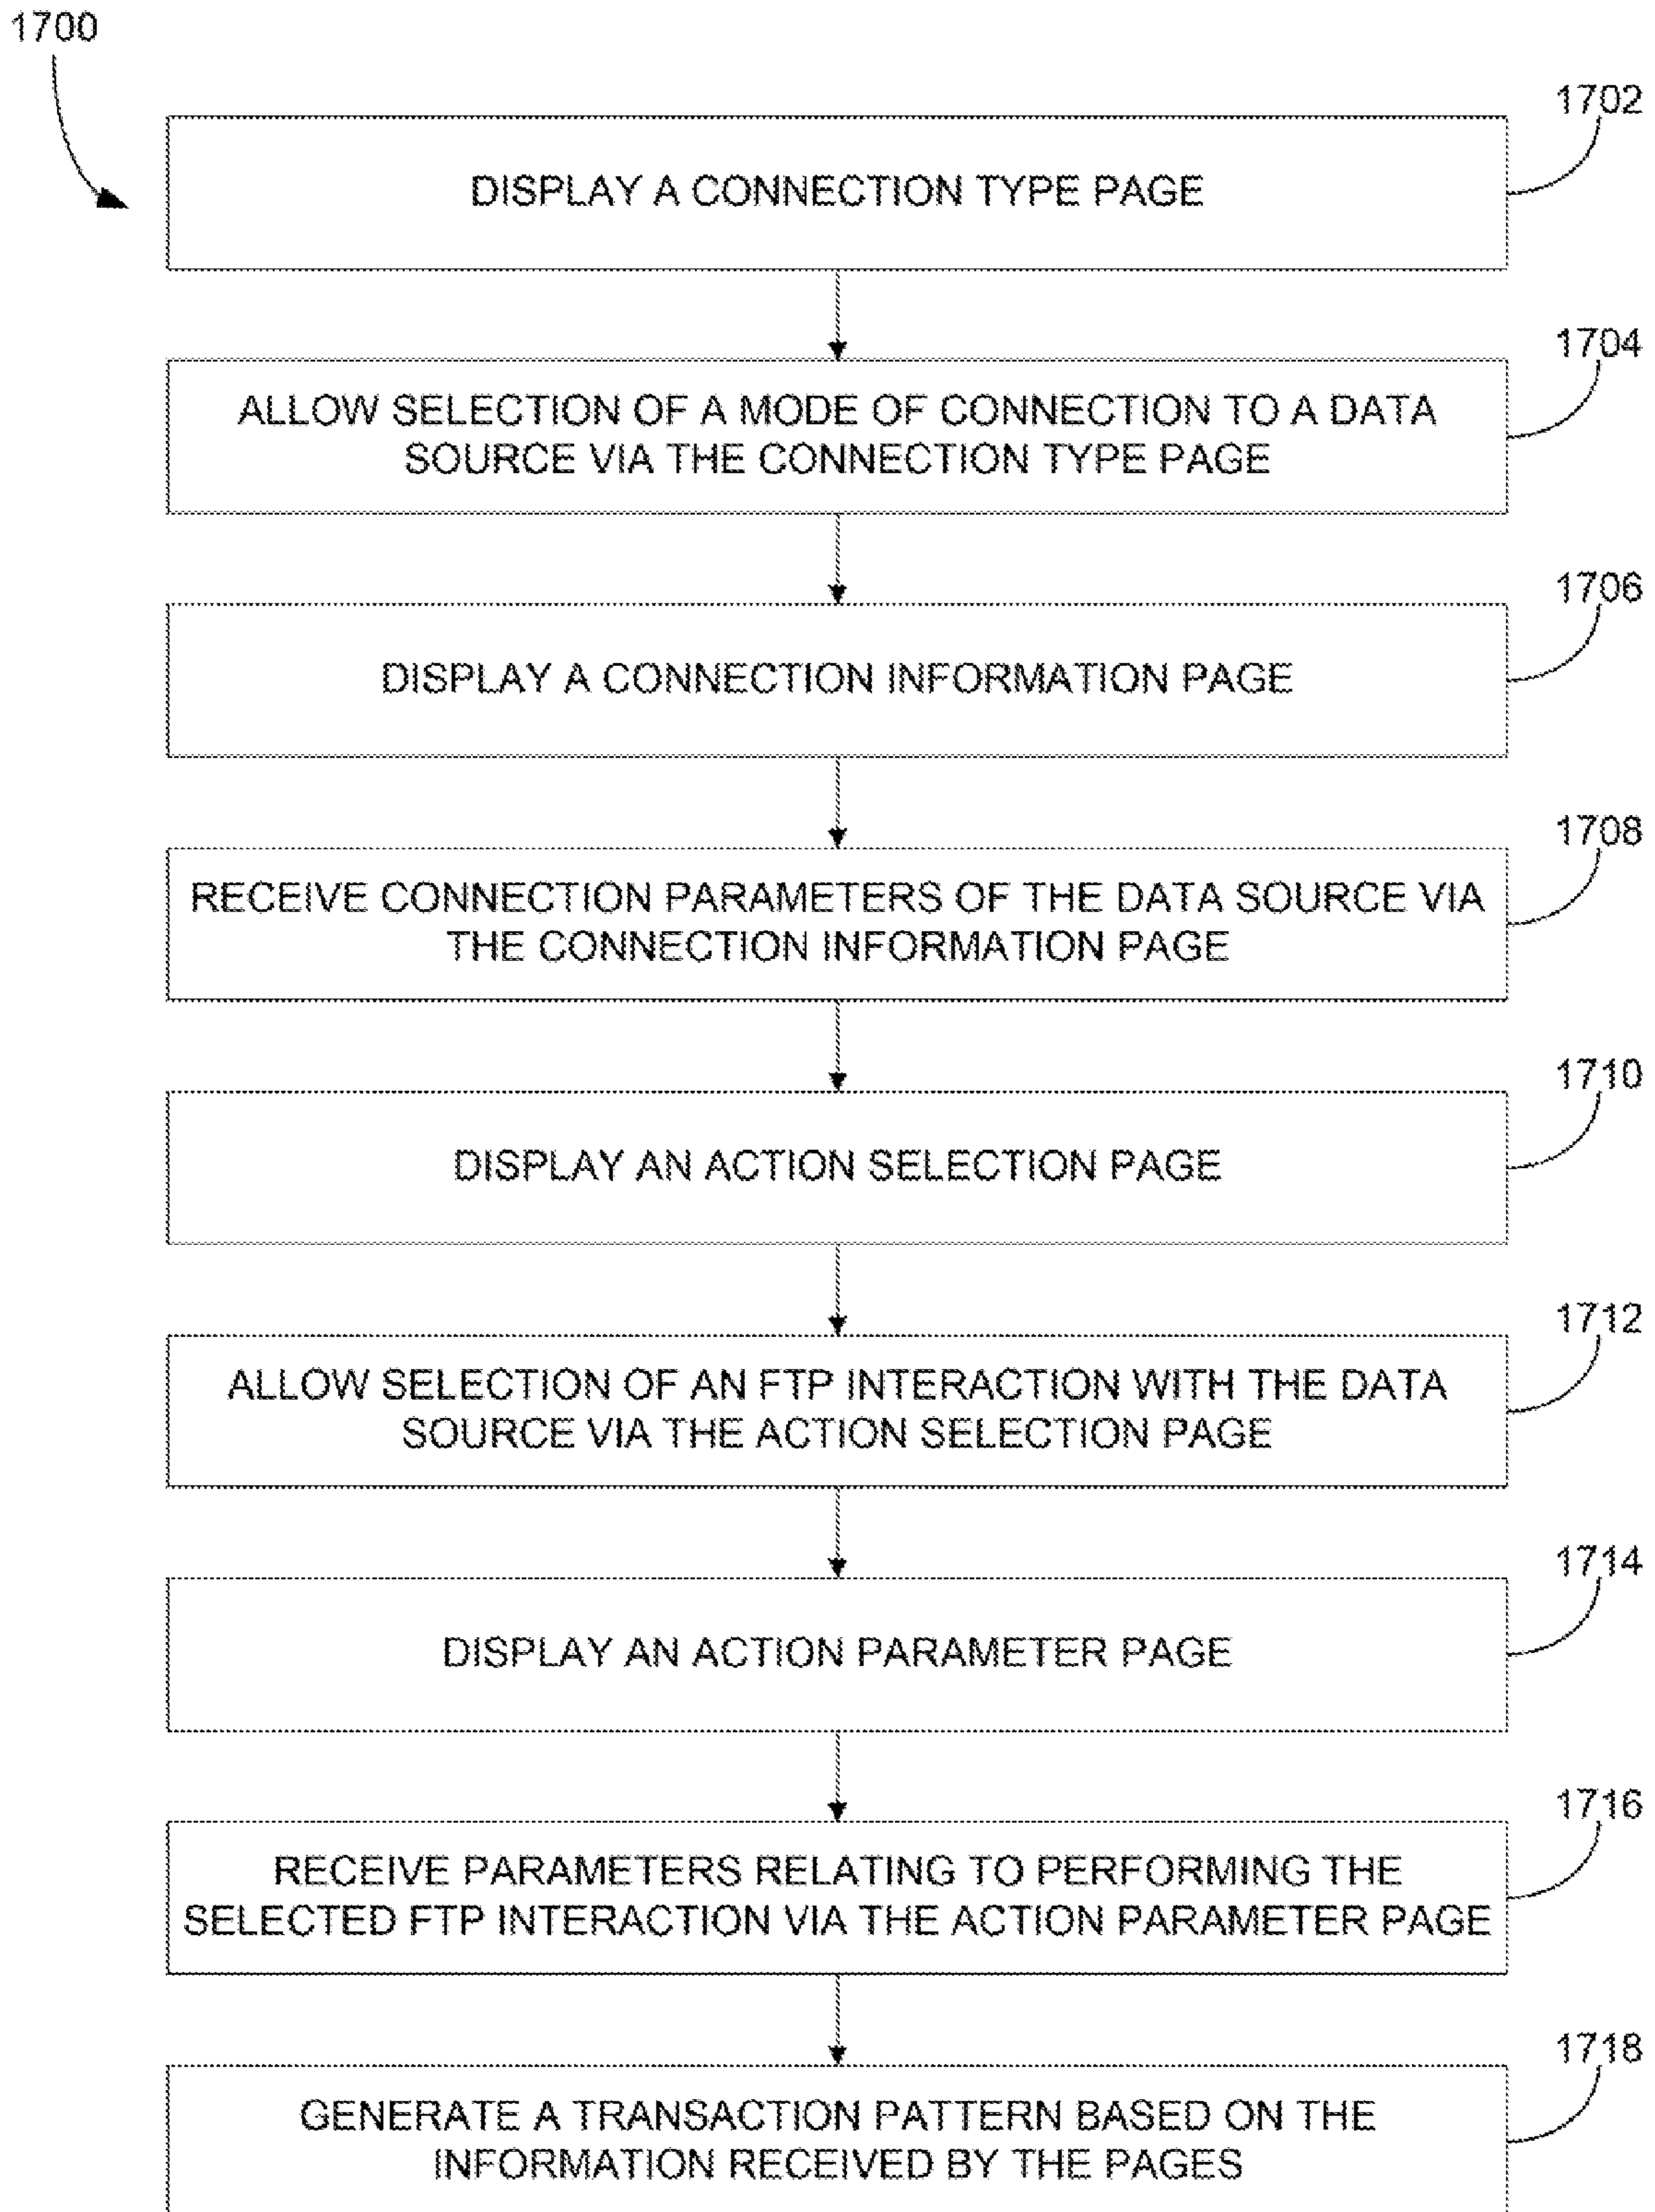 1700
1702
DISPLAY A CONNECTION TYPE PAGE
1704
ALLOW SELECTION OF A MODE OF CONNECTION TO A DATA
SOURCE VIA THE CONNECTION TYPE PAGE
1706
DISPLAY A CONNECTION INFORMATION PAGE
1708
RECEIVE CONNECTION PARAMETERS OF THE DATA SOURCE VIA
THE CONNECTION INFORMATION PAGE
1710
DISPLAY AN ACTION SELECTION PAGE
1712
ALLOW SELECTION OF AN FTP INTERACTION WITH THE DATA
SOURCE VIA THE ACTION SELECTION PAGE
1714
DISPLAY AN ACTION PARAMETER PAGE
1716
RECEIVE PARAMETERS RELATING TO PERFORMING THE
SELECTED FTP INTERACTION VIA THE ACTION PARAMETER PAGE
1718
GENERATE A TRANSACTION PATTERN BASED ON THE
INFORMATION RECEIVED BY THE PAGES